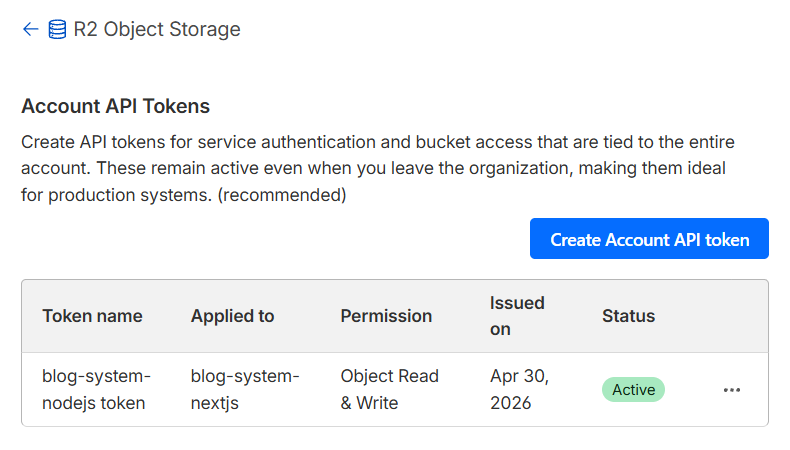 R2 Object Storage
Account API Tokens
Create API tokens for service authentication and bucket access that are tied to the entire
account. These remain active even when you leave the organization, making them ideal
for production systems. (recommended)
Create Account API token
Token name Applied to Permission Issued on Status
blog-system-nodejs token blog-system-nextjs Object Read & Write Apr 30, 2026 Active